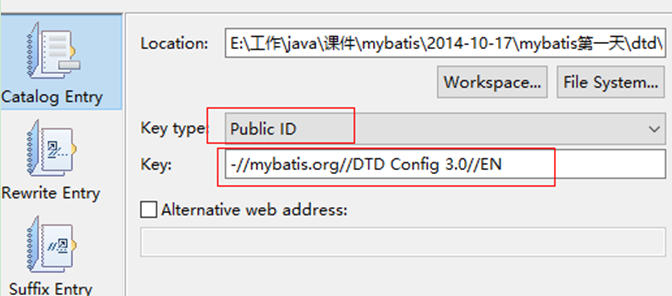 Location:
E:\工作\java\课件\mybatis\2014-10-17\mybatis第一天\dtd\
Catalog Entry
Workspace...
File System...
Key type:
Public ID
Key:
-//mybatis.org//DTD Config 3.0//EN
Rewrite Entry
Alternative web address:
Suffix Entry